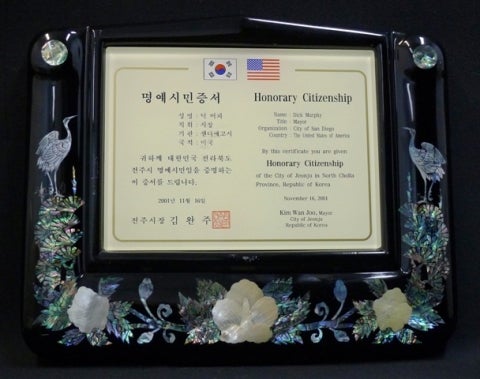 명예시민증서
성 명 : 딕 머피
직 위 : 시장
기 관 : 샌디에고시
국 적 : 미국
귀하께 대한민국 전라북도
전주시 명예시민임을 증명하는
이 증서를 드립니다.
2001년 11월 16일
전주시장 김 완 주
Honorary Citizenship
Name : Dick Murphy
Title : Mayor
Organization : City of San Diego
Country : The United States of America
By this certificate you are given
Honorary Citizenship
of the City of Jeonju in North Cholla
Province, Republic of Korea
November 16, 2001
Kim Wan Joo, Mayor
City of Jeonju
Republic of Korea